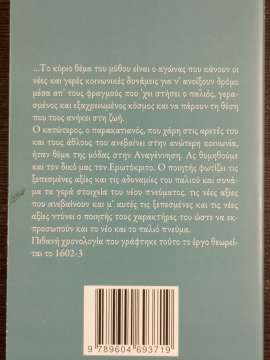 ...Το κύριο θέμα του μύθου είναι ο αγώνας που κάνουν οι
νέες και γερές κοινωνικές δυνάμεις για ν' ανοίξουν δρόμο
μέσα απ' τους φραγμούς που 'χει στήσει ο παλιός, γερα-
σμένος και εξαχρειωμένος κόσμος και να πάρουν τη θέση
που τους ανήκει στη ζωή.
Ο κατώτερος, ο παρακατιανός, που χάρη στις αρετές του
και τους άθλους του ανεβαίνει στην ανώτερη κοινωνία,
ήταν θέμα της μόδας στην Αναγέννηση. Ας θυμηθούμε
και τον δικό μας τον Ερωτόκριτο. Ο ποιητής φωτίζει τις
ξεπεσμένες αξίες και τις αδυναμίες του παλιού και συνά-
μα τα γερά στοιχεία του νέου πνεύματος, τις νέες αξίες
που ανεβαίνουν και μ' αυτές τις ξεπεσμένες και τις νέες
αξίες ντύνει ο ποιητής τους χαρακτήρες του ώστε να εκ-
προσωπούν και το νέο και το παλιό πνεύμα.
Πιθανή χρονολογία που γράφτηκε τούτο το έργο θεωρεί-
ται το 1602-3
9 789604 693719